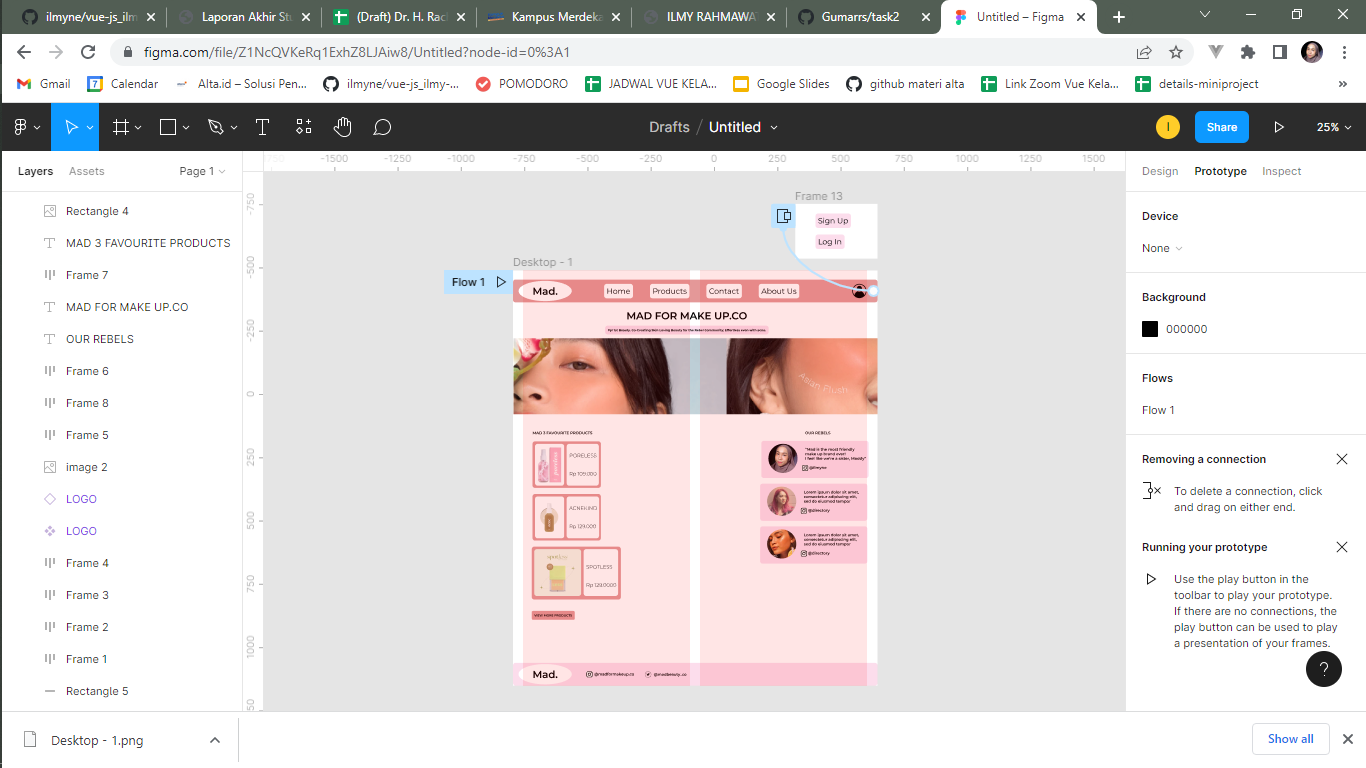 ilmyne/vue-js_ilm
Laporan Akhir Stu
(Draft) Dr. H. Rac
Kampus Merdeka
ILMY RAHMAWA
Gumarrs/task2
Untitled – Figma
figma.com/file/Z1NcQVKeRq1ExhZ8LJAiw8/Untitled?node-id=0%3A1
Gmail
Calendar
Alta.id – Solusi Pen...
ilmyne/vue-js_ilmy-...
POMODORO
JADWAL VUE KELA...
Google Slides
github materi alta
Link Zoom Vue Kela...
details-miniproject
Drafts / Untitled
I
Share
25%
Layers
Assets
Page 1
Rectangle 4
MAD 3 FAVOURITE PRODUCTS
Frame 7
MAD FOR MAKE UP.CO
OUR REBELS
Frame 6
Frame 8
Frame 5
image 2
LOGO
LOGO
Frame 4
Frame 3
Frame 2
Frame 1
Rectangle 5
-1500 -1250 -1000 -750 -500 -250 0 250 500 750 1000 1250 1500
-750
-500
-250
0
250
500
750
1000
Frame 13
Sign Up
Log In
Desktop - 1
Flow 1
Mad.
Home
Products
Contact
About Us
MAD FOR MAKE UP.CO
Asian Plush
MAD 3 FAVOURITE PRODUCTS
PORELESS
Rp 109.000
ACNEIUNO
Rp 129.000
spotless
SPOTLESS
Rp 129.0000
VIEW MORE PRODUCTS
OUR REBELS
"Mad is the most friendly
make up brand ever!
I feel like we're a sister, Maddy"
@ilmyne
Lorem ipsum dolor sit amet,
consectetur adipiscing elit,
sed do eiusmod tempor
@directory
Lorem ipsum dolor sit amet,
consectetur adipiscing elit,
sed do eiusmod tempor
@directory
Mad.
@madformakeup.co
@madbeauty_co
Design
Prototype
Inspect
Device
None
Background
000000
Flows
Flow 1
Removing a connection
To delete a connection, click
and drag on either end.
Running your prototype
Use the play button in the
toolbar to play your prototype.
If there are no connections, the
play button can be used to play
a presentation of your frames.
?
Desktop - 1.png
Show all